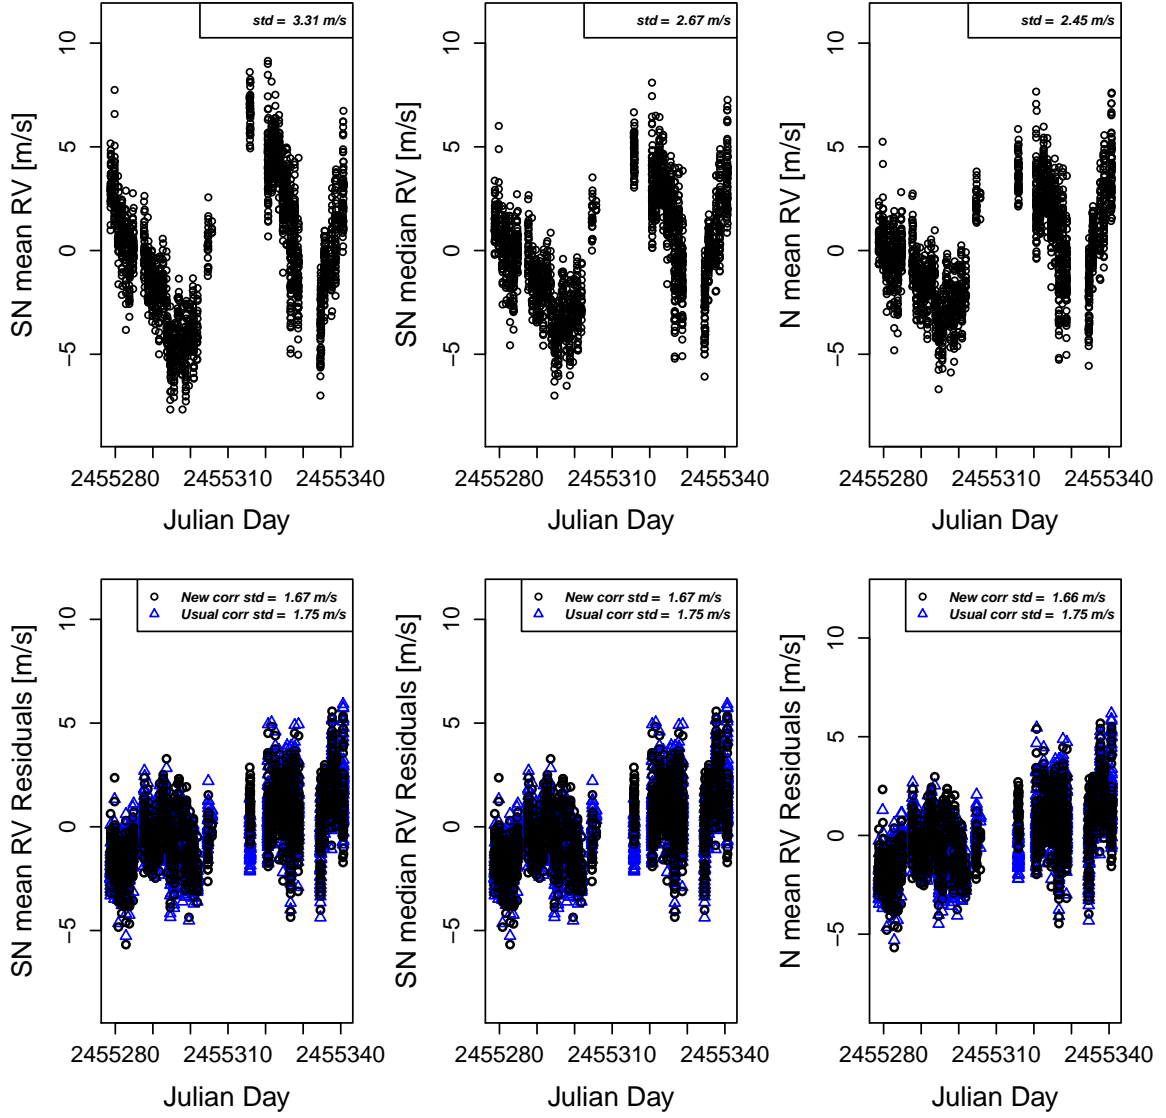 std = 3.31 m/s
SN mean RV [m/s]
10
5
0
−5
2455280 2455310 2455340
Julian Day
std = 2.67 m/s
SN median RV [m/s]
10
5
0
−5
2455280 2455310 2455340
Julian Day
std = 2.45 m/s
N mean RV [m/s]
10
5
0
−5
2455280 2455310 2455340
Julian Day
New corr std = 1.67 m/s
Usual corr std = 1.75 m/s
SN mean RV Residuals [m/s]
10
5
0
−5
2455280 2455310 2455340
Julian Day
New corr std = 1.67 m/s
Usual corr std = 1.75 m/s
SN median RV Residuals [m/s]
10
5
0
−5
2455280 2455310 2455340
Julian Day
New corr std = 1.66 m/s
Usual corr std = 1.75 m/s
N mean RV Residuals [m/s]
10
5
0
−5
2455280 2455310 2455340
Julian Day